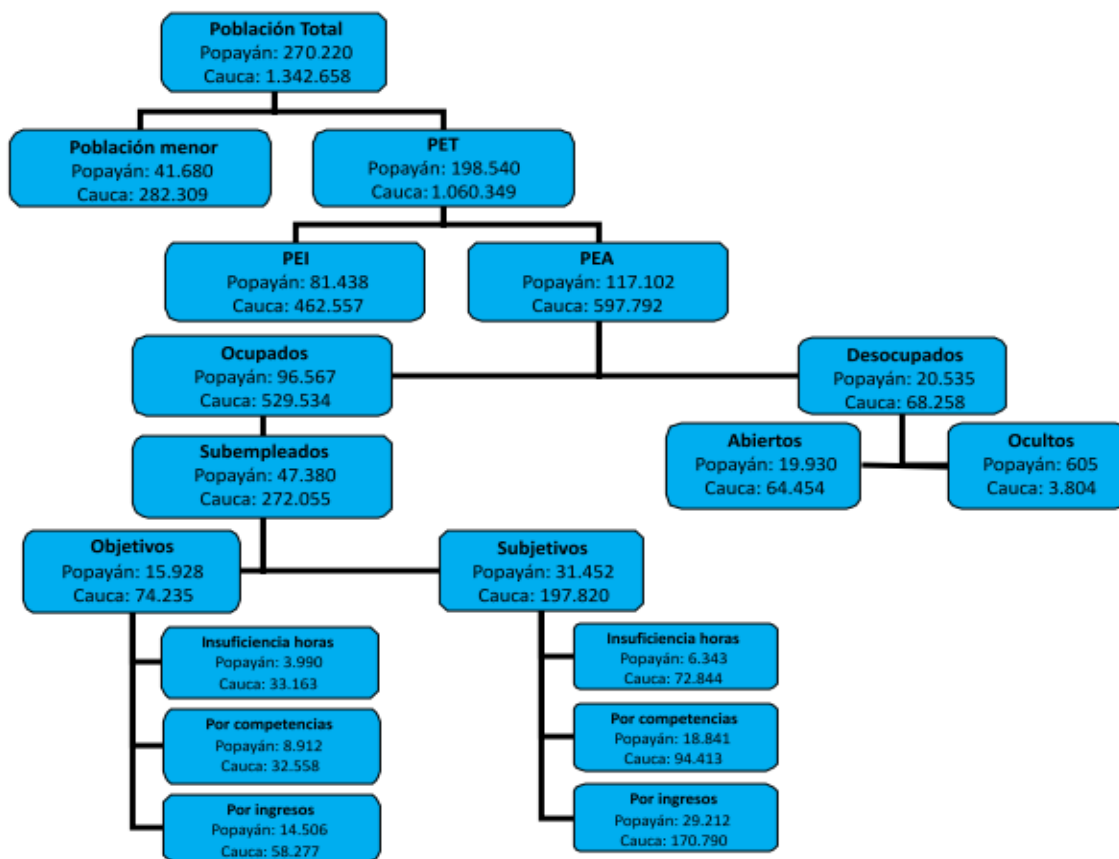 Población Total
Popayán: 270.220
Cauca: 1.342.658
Población menor
Popayán: 41.680
Cauca: 282.309
PET
Popayán: 198.540
Cauca: 1.060.349
PEI
Popayán: 81.438
Cauca: 462.557
PEA
Popayán: 117.102
Cauca: 597.792
Ocupados
Popayán: 96.567
Cauca: 529.534
Desocupados
Popayán: 20.535
Cauca: 68.258
Subempleados
Popayán: 47.380
Cauca: 272.055
Abiertos
Popayán: 19.930
Cauca: 64.454
Ocultos
Popayán: 605
Cauca: 3.804
Objetivos
Popayán: 15.928
Cauca: 74.235
Subjetivos
Popayán: 31.452
Cauca: 197.820
Insuficiencia horas
Popayán: 3.990
Cauca: 33.163
Por competencias
Popayán: 8.912
Cauca: 32.558
Por ingresos
Popayán: 14.506
Cauca: 58.277
Insuficiencia horas
Popayán: 6.343
Cauca: 72.844
Por competencias
Popayán: 18.841
Cauca: 94.413
Por ingresos
Popayán: 29.212
Cauca: 170.790